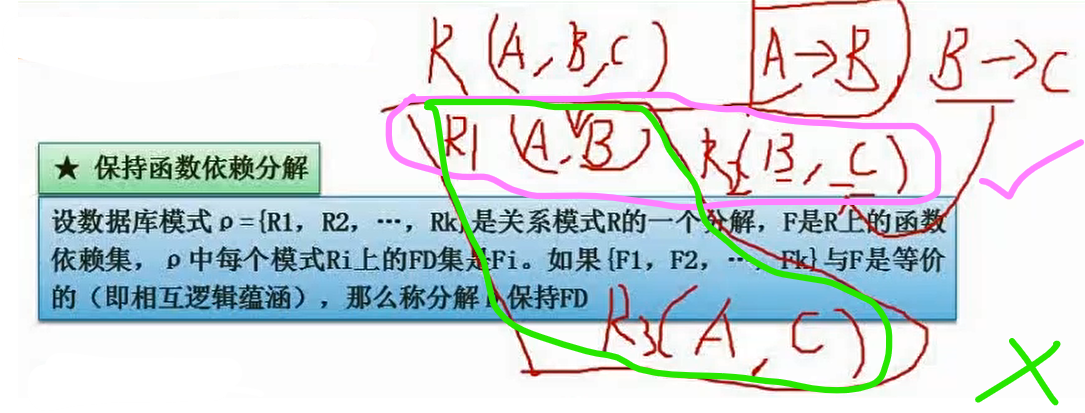 R(A,B,C) A→B B→C
R1(A,B) R2(B,C)
★ 保持函数依赖分解
设数据库模式ρ={R1, R2, …, Rk}是关系模式R的一个分解, F是R上的函数
依赖集, ρ中每个模式Ri上的FD集是Fi。如果{F1, F2, …, Fk}与F是等价
的(即相互逻辑蕴涵), 那么称分解ρ保持FD
R3(A,C)